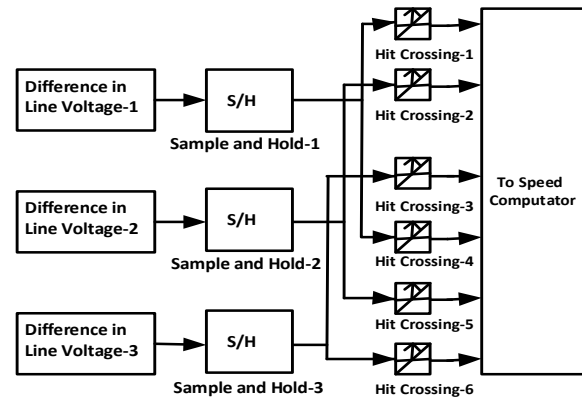 Difference in
Line Voltage-1
S/H
Sample and Hold-1
Difference in
Line Voltage-2
S/H
Sample and Hold-2
Difference in
Line Voltage-3
S/H
Sample and Hold-3
Hit Crossing-1
Hit Crossing-2
Hit Crossing-3
Hit Crossing-4
Hit Crossing-5
Hit Crossing-6
To Speed
Computator